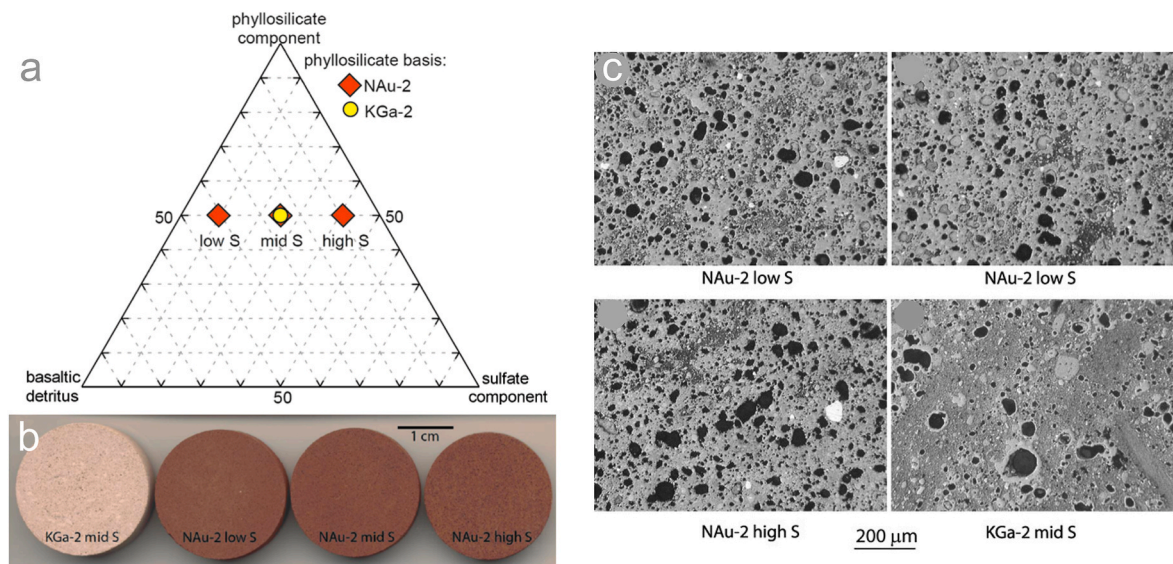 a
phyllosilicate
component
phyllosilicate basis:
NAu-2
KGa-2
50
50
low S
mid S
high S
basaltic
detritus
50
sulfate
component
b
1 cm
KGa-2 mid S
NAu-2 low S
NAu-2 mid S
NAu-2 high S
c
NAu-2 low S
NAu-2 low S
NAu-2 high S
200 μm
KGa-2 mid S